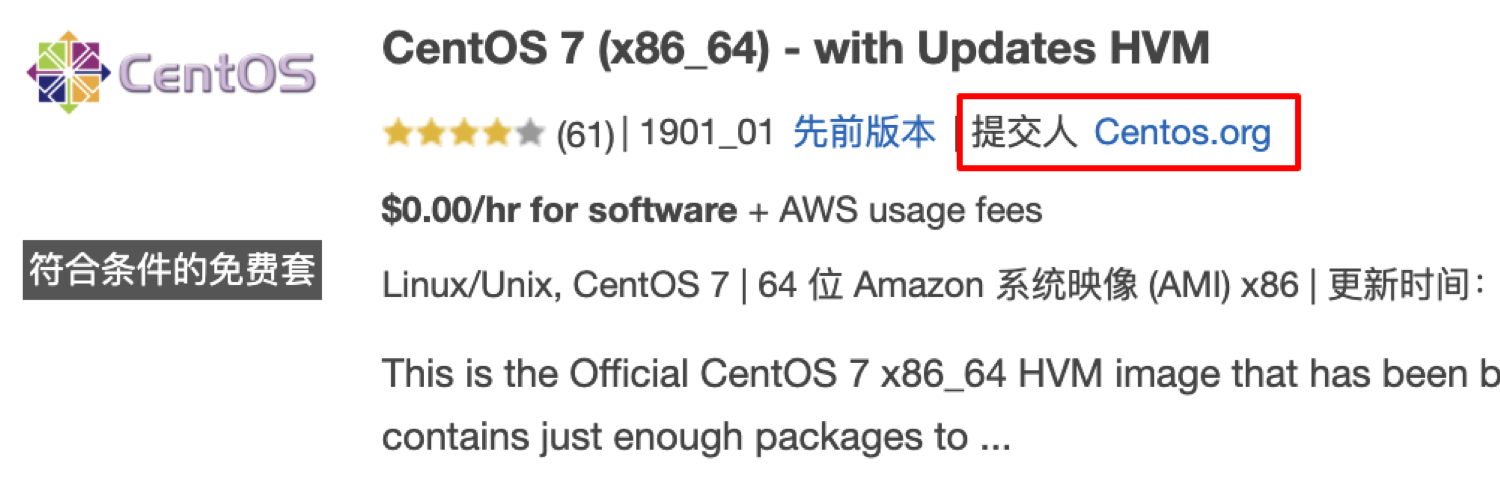 CentOS
CentOS 7 (x86_64) - with Updates HVM
(61) | 1901_01 先前版本 | 提交人 Centos.org
$0.00/hr for software + AWS usage fees
符合条件的免费套
Linux/Unix, CentOS 7 | 64 位 Amazon 系统映像 (AMI) x86 | 更新时间：
This is the Official CentOS 7 x86_64 HVM image that has been b
contains just enough packages to ...